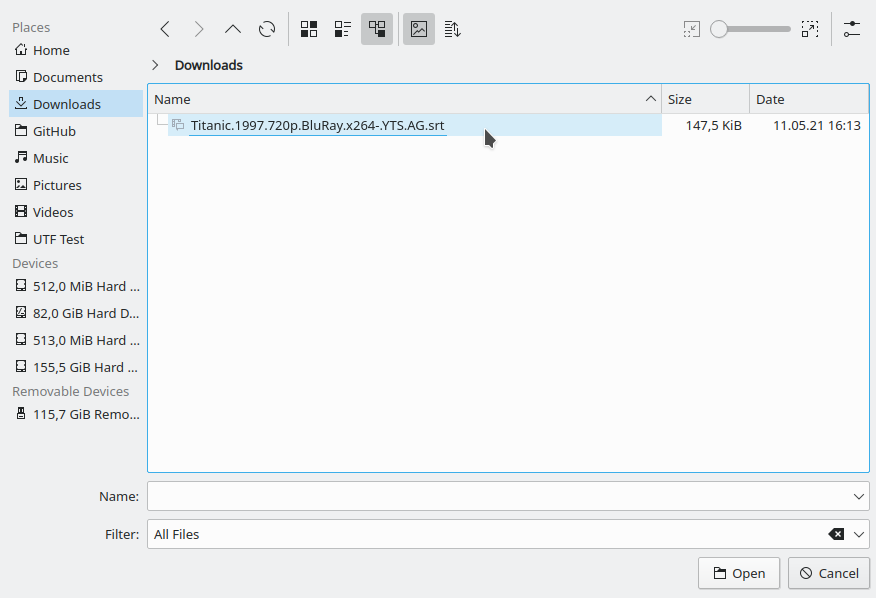 Places
Home
Documents
Downloads
GitHub
Music
Pictures
Videos
UTF Test
Devices
512,0 MiB Hard ...
82,0 GiB Hard D...
513,0 MiB Hard ...
155,5 GiB Hard ...
Removable Devices
115,7 GiB Remo...
Downloads
Name Size Date
Titanic.1997.720p.BluRay.x264-.YTS.AG.srt 147,5 KiB 11.05.21 16:13
Name:
Filter: All Files
Open Cancel